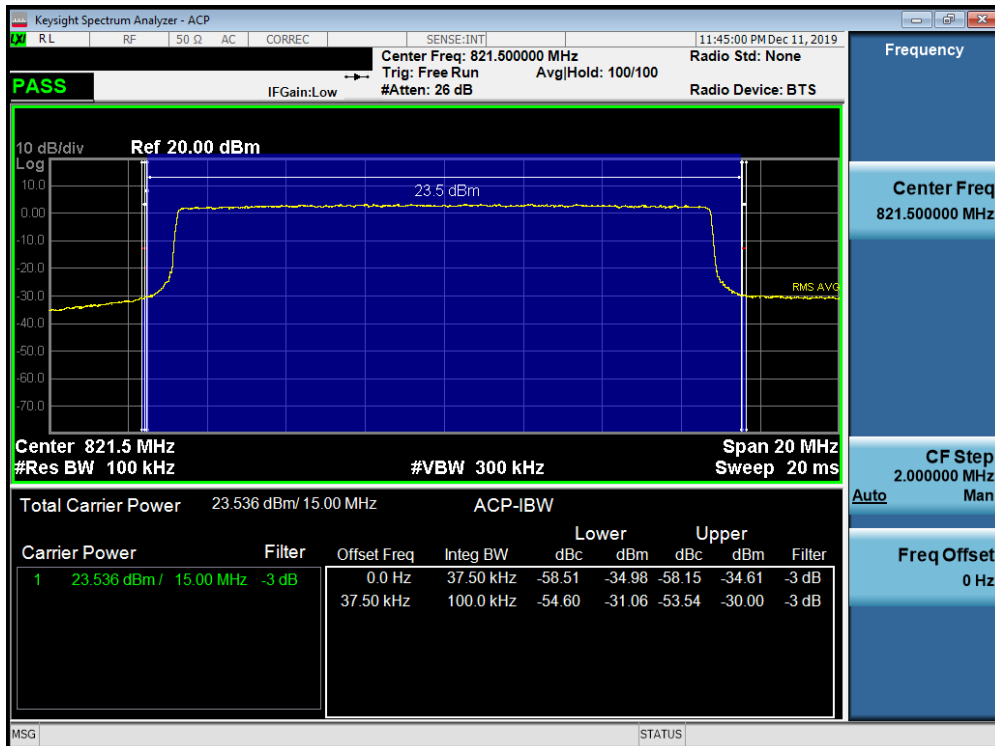 Keysight Spectrum Analyzer - ACP
LXI RL RF 50 Ω AC CORREC SENSE:INT 11:45:00 PM Dec 11, 2019
Center Freq: 821.500000 MHz Radio Std: None
Trig: Free Run Avg|Hold: 100/100
PASS IFGain:Low #Atten: 26 dB Radio Device: BTS
10 dB/div Ref 20.00 dBm
Log
10.0
23.5 dBm
0.00
-10.0
-20.0
-30.0
RMS AVG
-40.0
-50.0
-60.0
-70.0
Center 821.5 MHz Span 20 MHz
#Res BW 100 kHz #VBW 300 kHz Sweep 20 ms
Total Carrier Power 23.536 dBm/ 15.00 MHz ACP-IBW
Lower Upper
Carrier Power Filter Offset Freq Integ BW dBc dBm dBc dBm Filter
1 23.536 dBm / 15.00 MHz -3 dB 0.0 Hz 37.50 kHz -58.51 -34.98 -58.15 -34.61 -3 dB
37.50 kHz 100.0 kHz -54.60 -31.06 -53.54 -30.00 -3 dB
MSG STATUS
Frequency
Center Freq
821.500000 MHz
CF Step
2.000000 MHz
Auto Man
Freq Offset
0 Hz